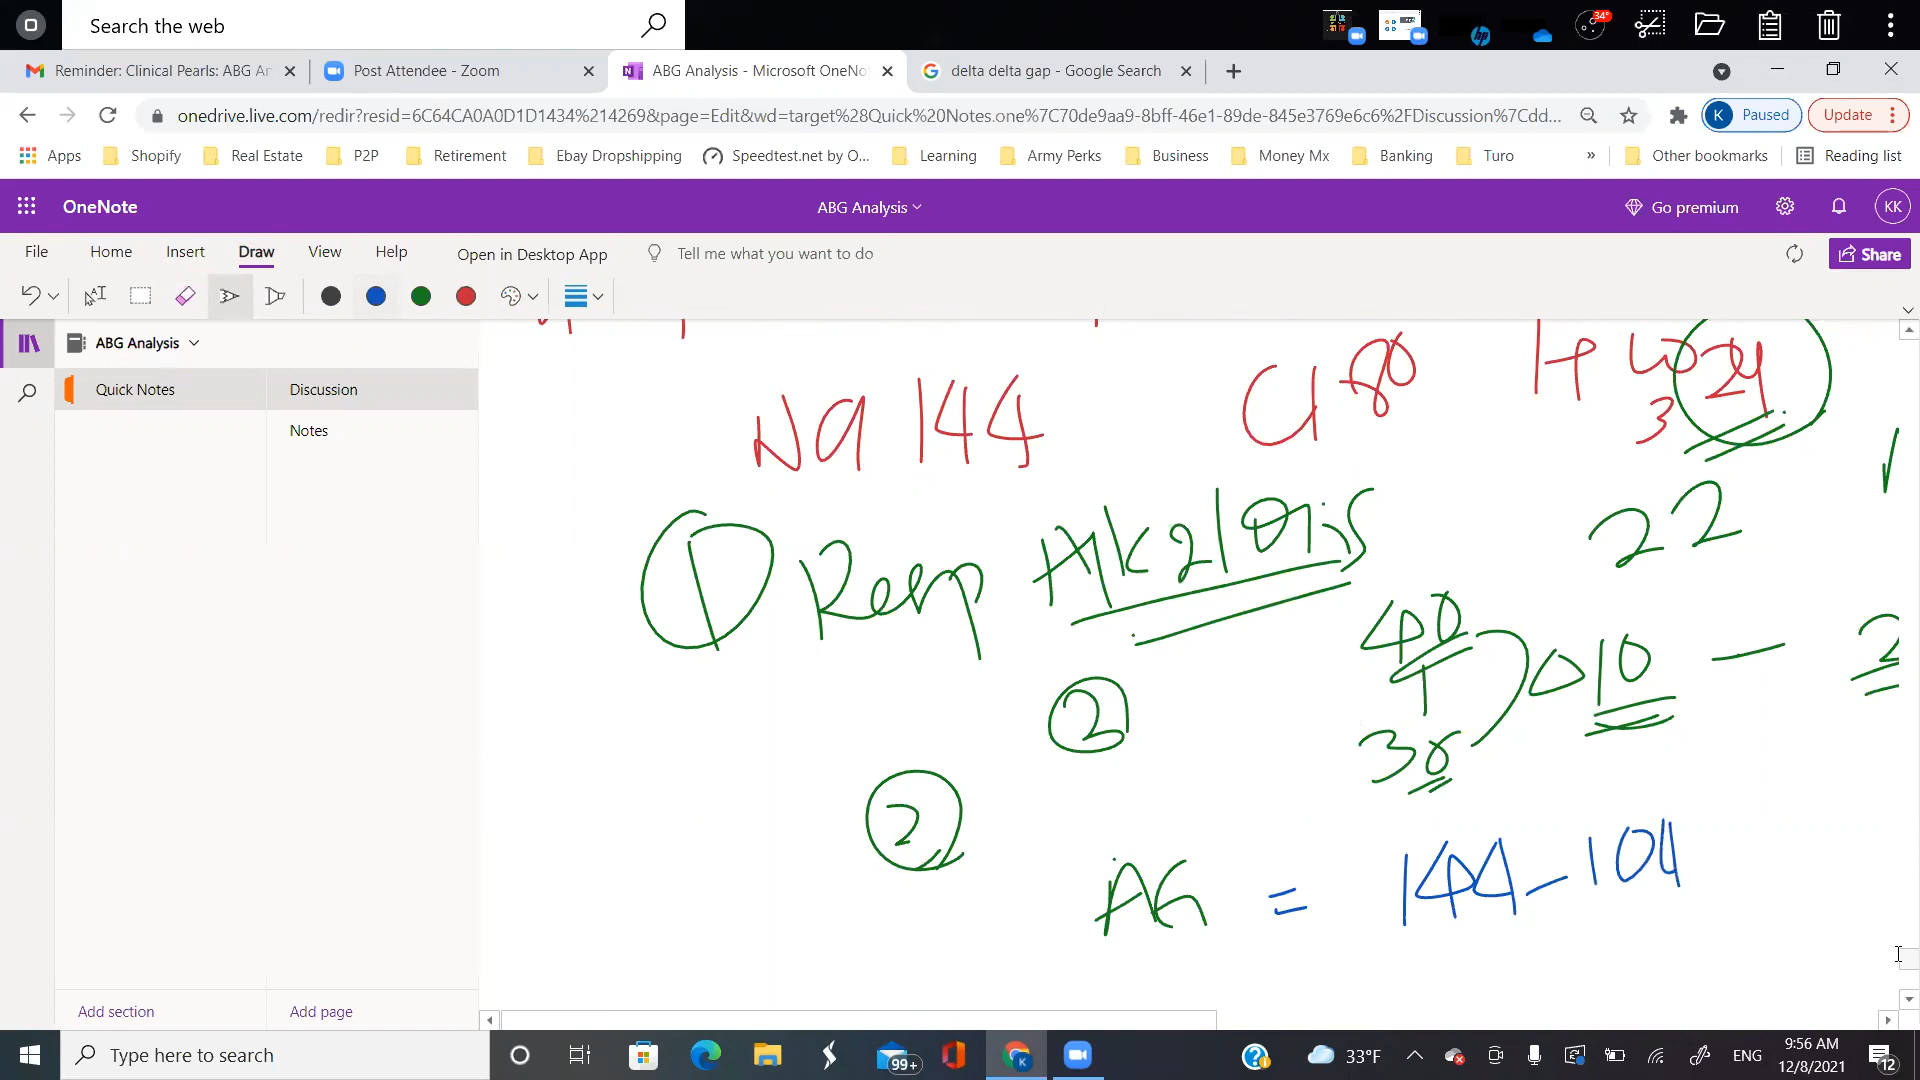 Search the web
34°
Reminder: Clinical Pearls: ABG An
Post Attendee - Zoom
ABG Analysis - Microsoft OneNo
delta delta gap - Google Search
onedrive.live.com/redir?resid=6C64CA0A0D1D1434%214269&page=Edit&wd=target%28Quick%20Notes.one%7C70de9aa9-8bff-46e1-89de-845e3769e6c6%2FDiscussion%7Cdd...
K Paused
Update
Apps Shopify Real Estate P2P Retirement Ebay Dropshipping Speedtest.net by O... Learning Army Perks Business Money Mx Banking Turo » Other bookmarks Reading list
OneNote
ABG Analysis
Go premium
KK
File Home Insert Draw View Help Open in Desktop App Tell me what you want to do
Share
ABG Analysis
Quick Notes
Discussion
Notes
Na 144 Cl 80 HCO3 24
1 Resp Alkalosis 22
40
10 — 2
2
30
2
AG = 144 - 104
Add section
Add page
Type here to search
99+
33°F
ENG
9:56 AM
12/8/2021
12